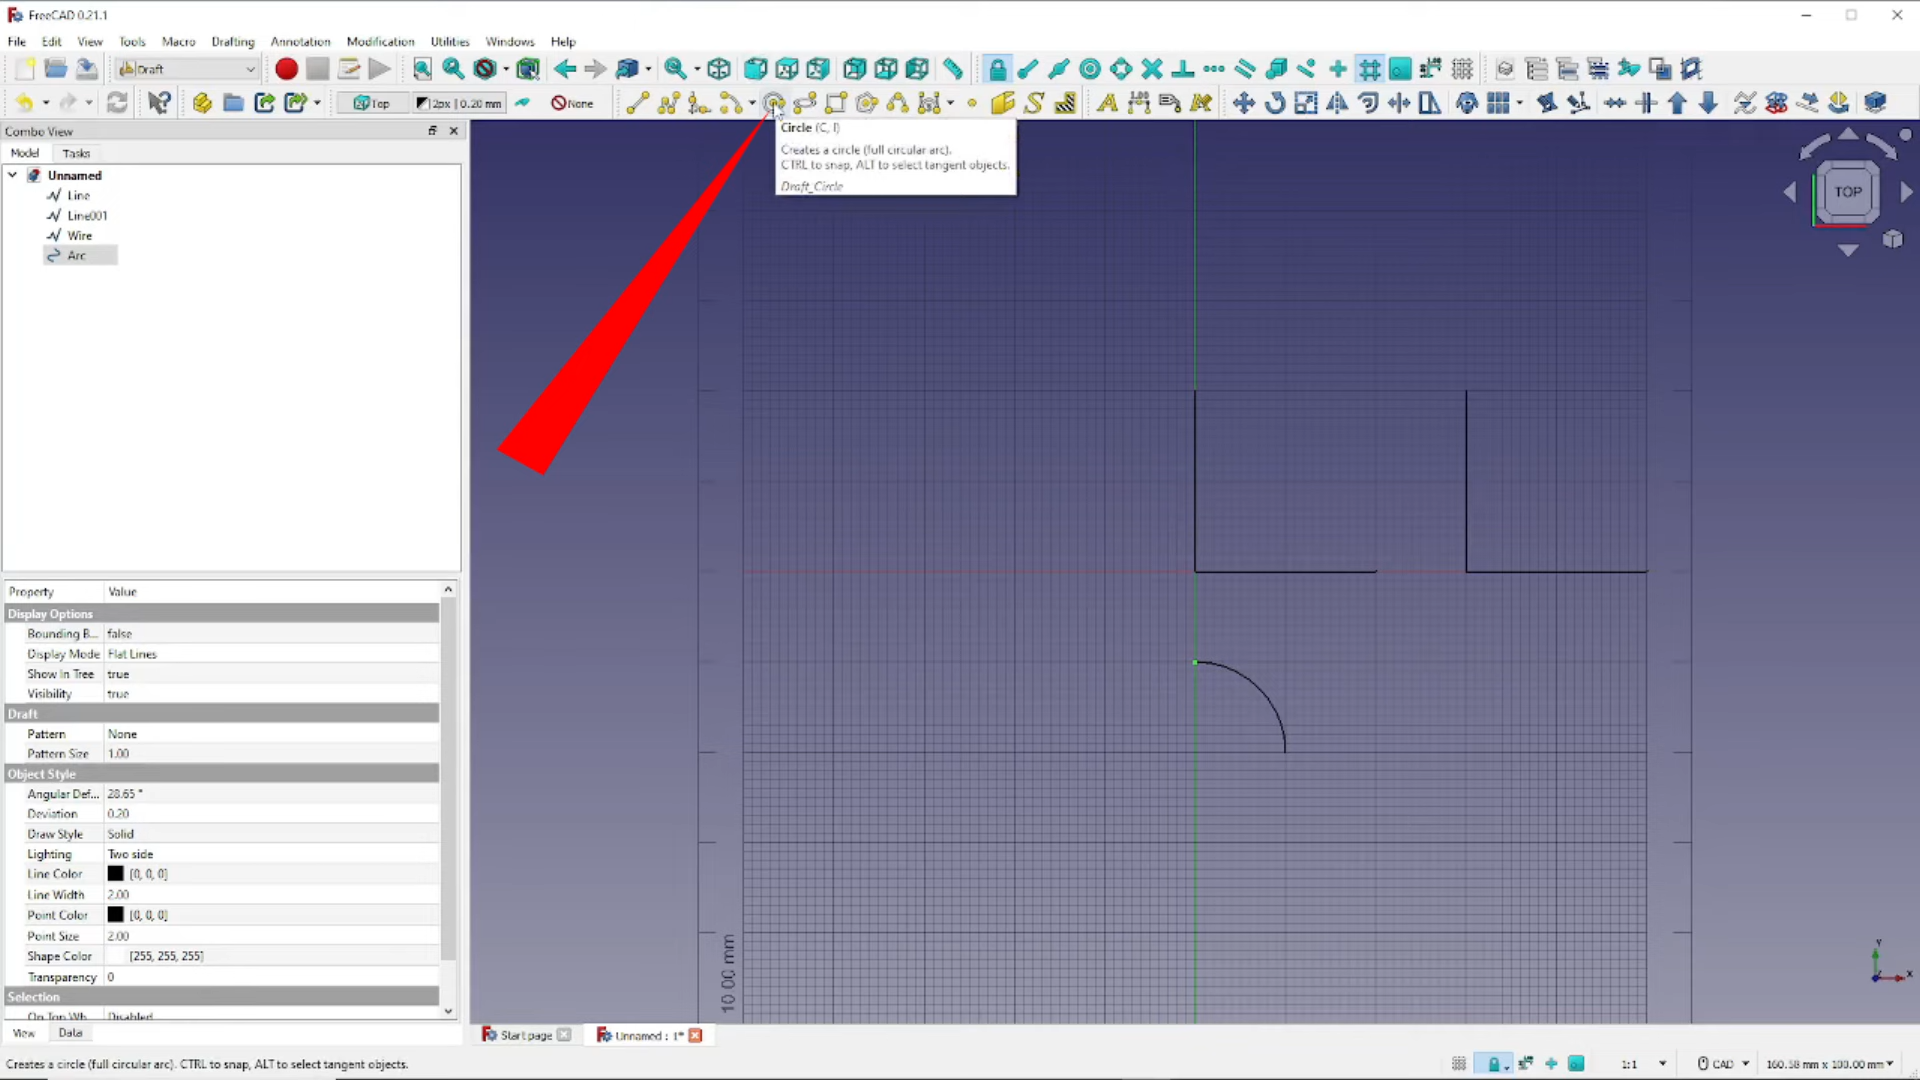 FreeCAD 0.21.1
File Edit View Tools Macro Drafting Annotation Modification Utilities Windows Help
Draft
Top 2px | 0.20 mm None
Combo View
Model Tasks
Circle (C, I)
Creates a circle (full circular arc).
CTRL to snap, ALT to select tangent objects.
Draft_Circle
TOP
Unnamed
Line
Line001
Wire
Arc
Property Value
Display Options
Bounding B... false
Display Mode Flat Lines
Show In Tree true
Visibility true
Draft
Pattern None
Pattern Size 1.00
Object Style
Angular Def... 28.65 °
Deviation 0.20
Draw Style Solid
Lighting Two side
Line Color [0, 0, 0]
Line Width 2.00
Point Color [0, 0, 0]
Point Size 2.00
Shape Color [255, 255, 255]
Transparency 0
Selection
On Top Wh... Disabled
10.00 mm
Y
X
View Data
Start page Unnamed : 1*
Creates a circle (full circular arc). CTRL to snap, ALT to select tangent objects.
1:1 CAD 160.58 mm x 100.00 mm